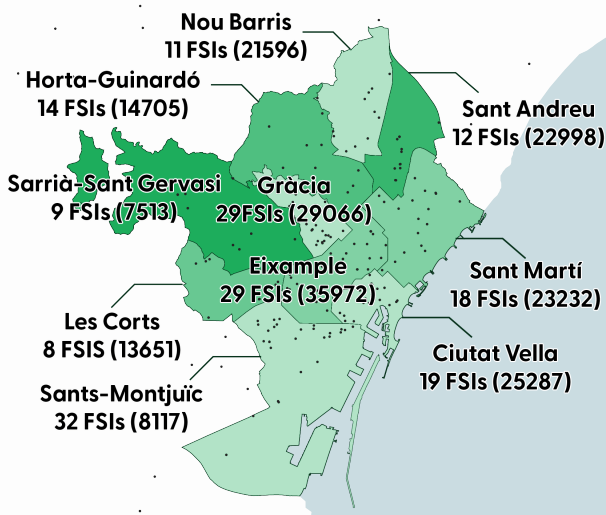 Nou Barris
11 FSIs (21596)
Horta-Guinardó
14 FSIs (14705)
Sant Andreu
12 FSIs (22998)
Sarrià-Sant Gervasi
9 FSIs (7513)
Gràcia
29FSIs (29066)
Eixample
29 FSIs (35972)
Sant Martí
18 FSIs (23232)
Les Corts
8 FSIS (13651)
Ciutat Vella
19 FSIs (25287)
Sants-Montjuïc
32 FSIs (8117)